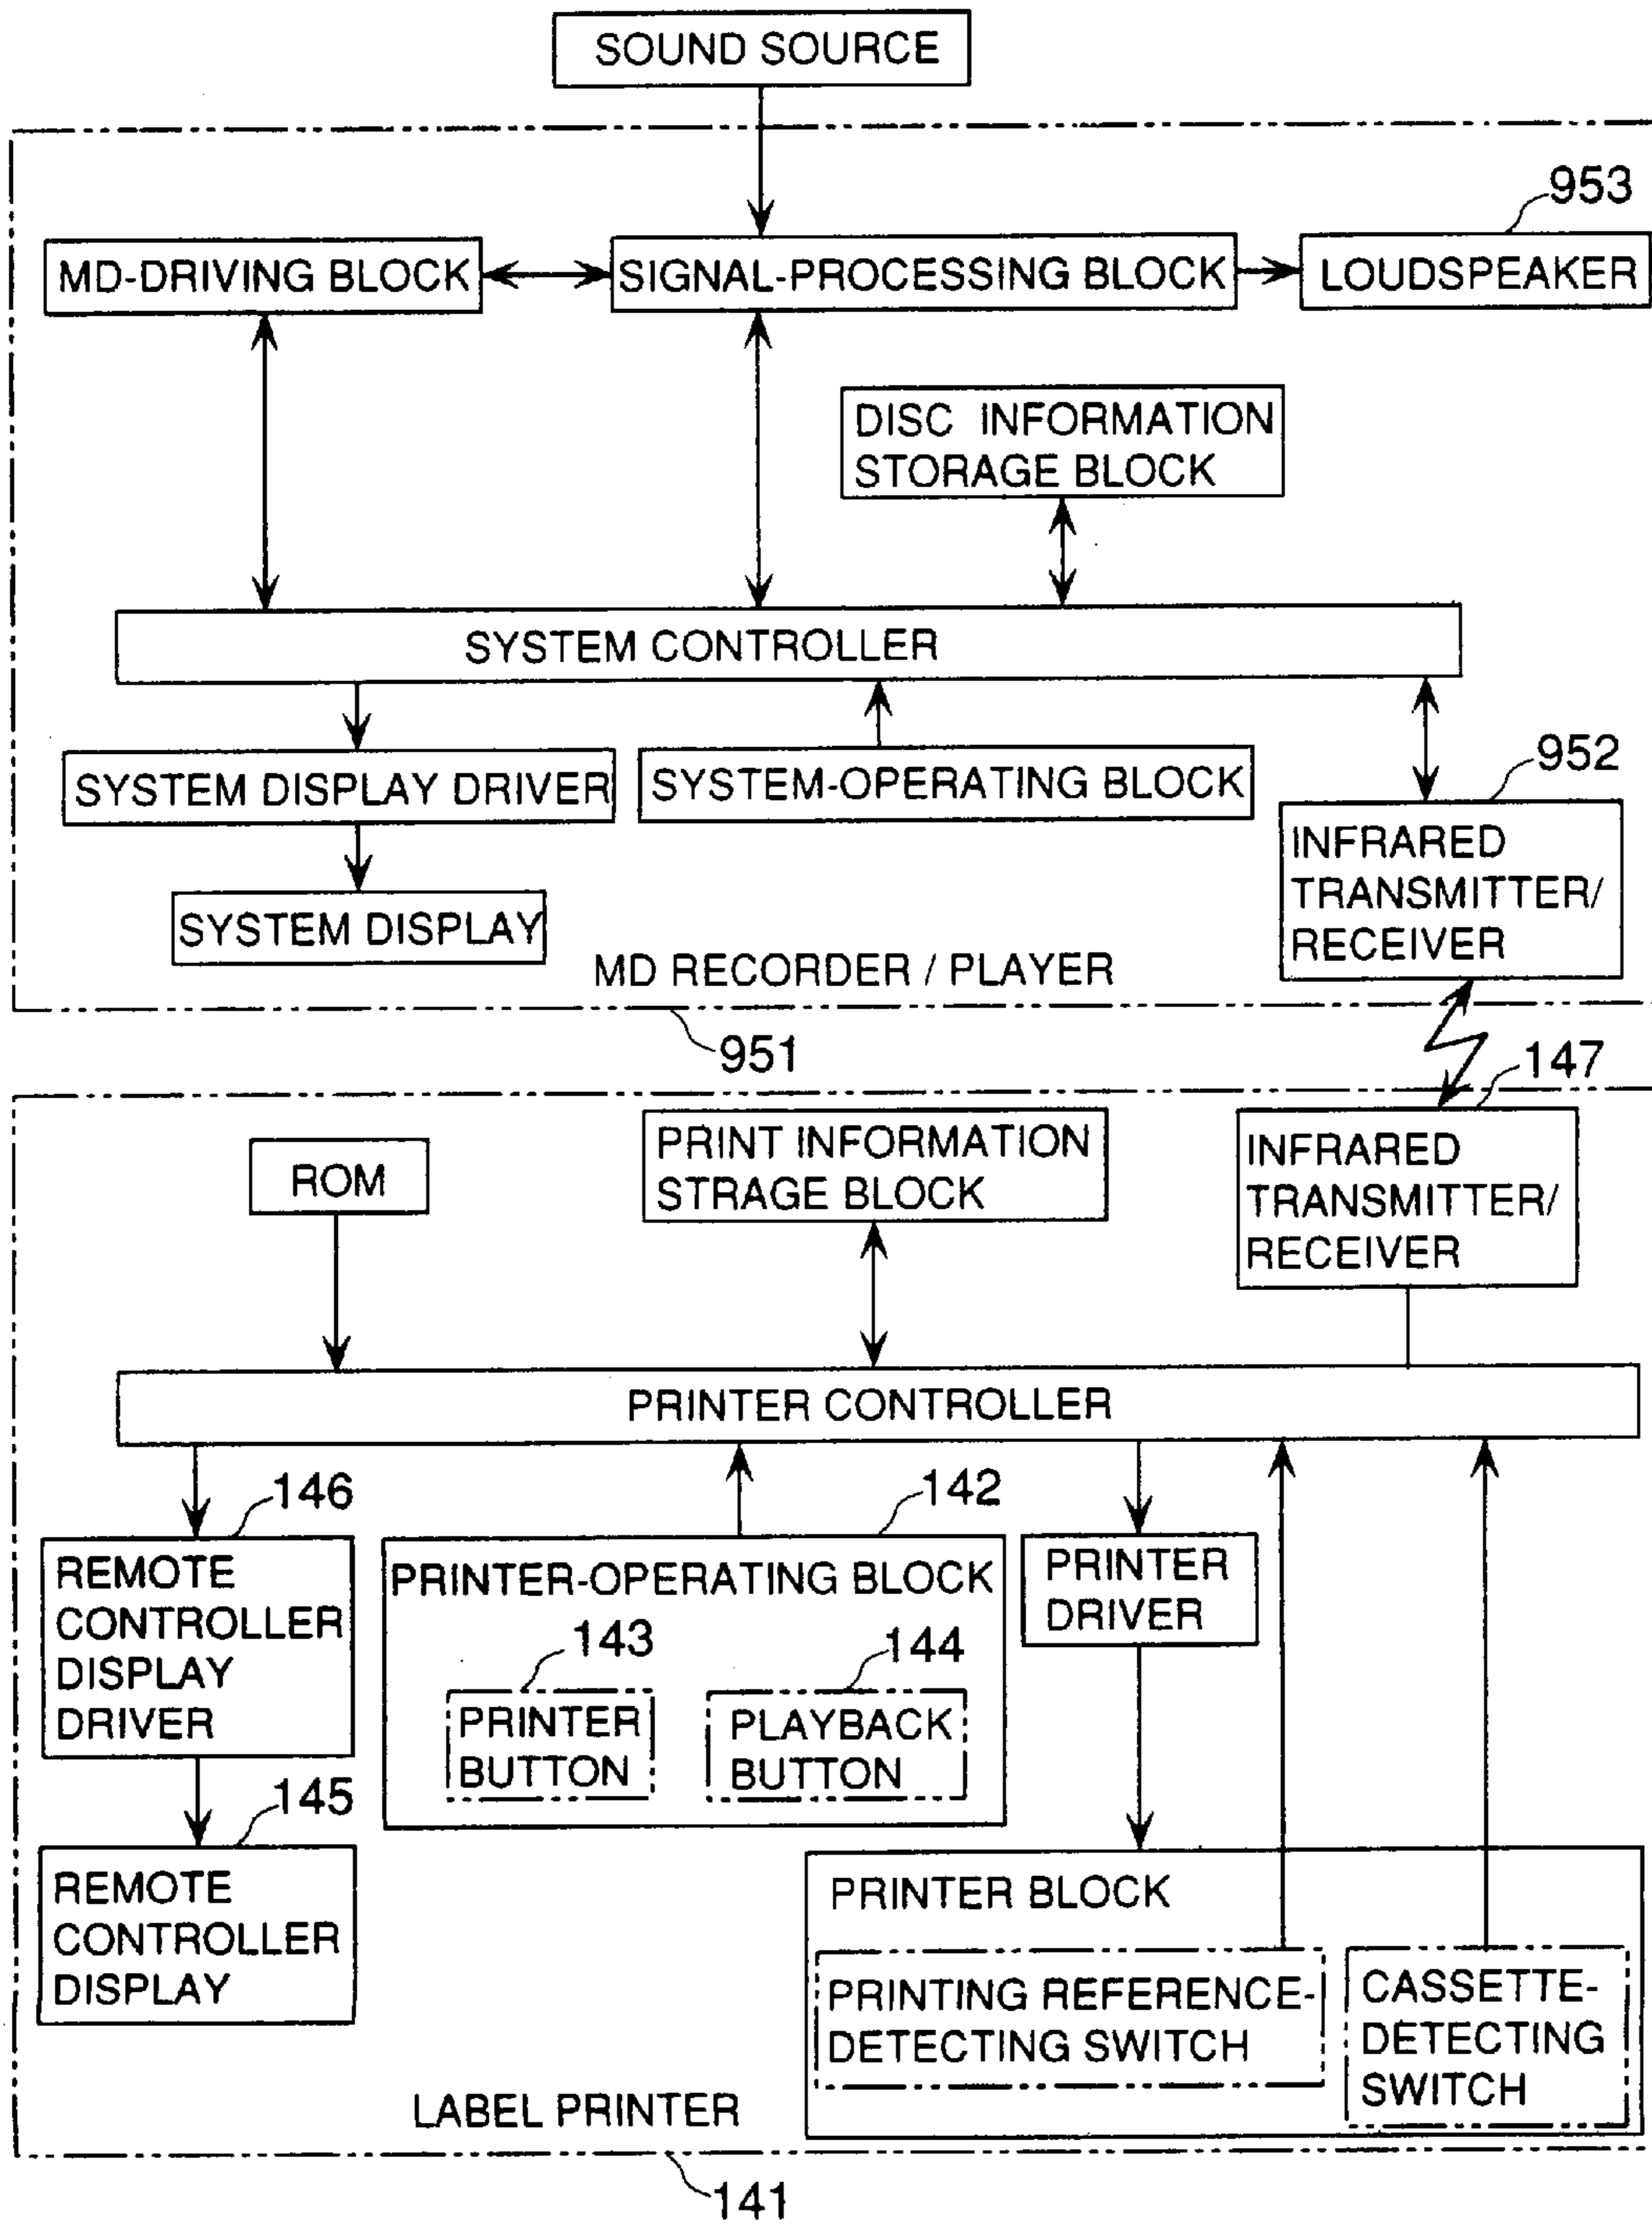 SOUND SOURCE
953
MD-DRIVING BLOCK
SIGNAL-PROCESSING BLOCK
LOUDSPEAKER
DISC INFORMATION
STORAGE BLOCK
SYSTEM CONTROLLER
SYSTEM DISPLAY DRIVER
SYSTEM-OPERATING BLOCK
952
INFRARED
TRANSMITTER/
RECEIVER
SYSTEM DISPLAY
MD RECORDER / PLAYER
951
147
ROM
PRINT INFORMATION
STRAGE BLOCK
INFRARED
TRANSMITTER/
RECEIVER
PRINTER CONTROLLER
146
REMOTE
CONTROLLER
DISPLAY
DRIVER
142
PRINTER-OPERATING BLOCK
143
PRINTER
BUTTON
144
PLAYBACK
BUTTON
PRINTER
DRIVER
145
REMOTE
CONTROLLER
DISPLAY
PRINTER BLOCK
PRINTING REFERENCE-
DETECTING SWITCH
CASSETTE-
DETECTING
SWITCH
LABEL PRINTER
141